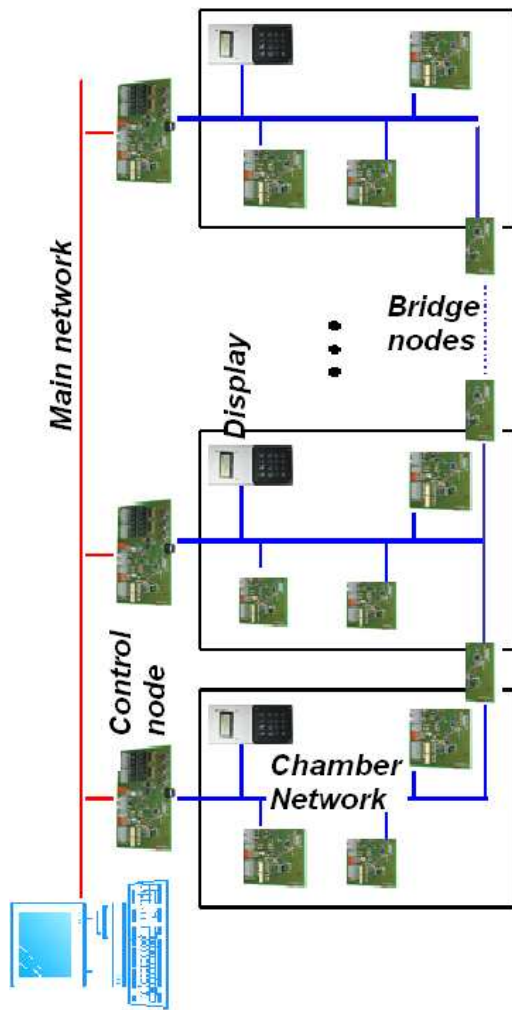 Main network
Control
node
Display
Chamber
Network
Bridge
nodes